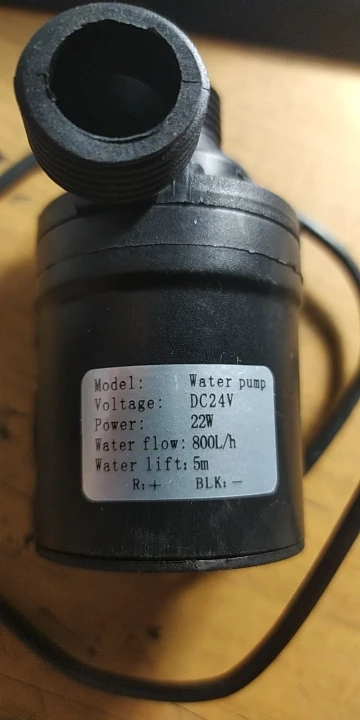 Model: Water pump
Voltage: DC24V
Power: 22W
Water flow: 800L/h
Water lift: 5m
R: + BLK: -